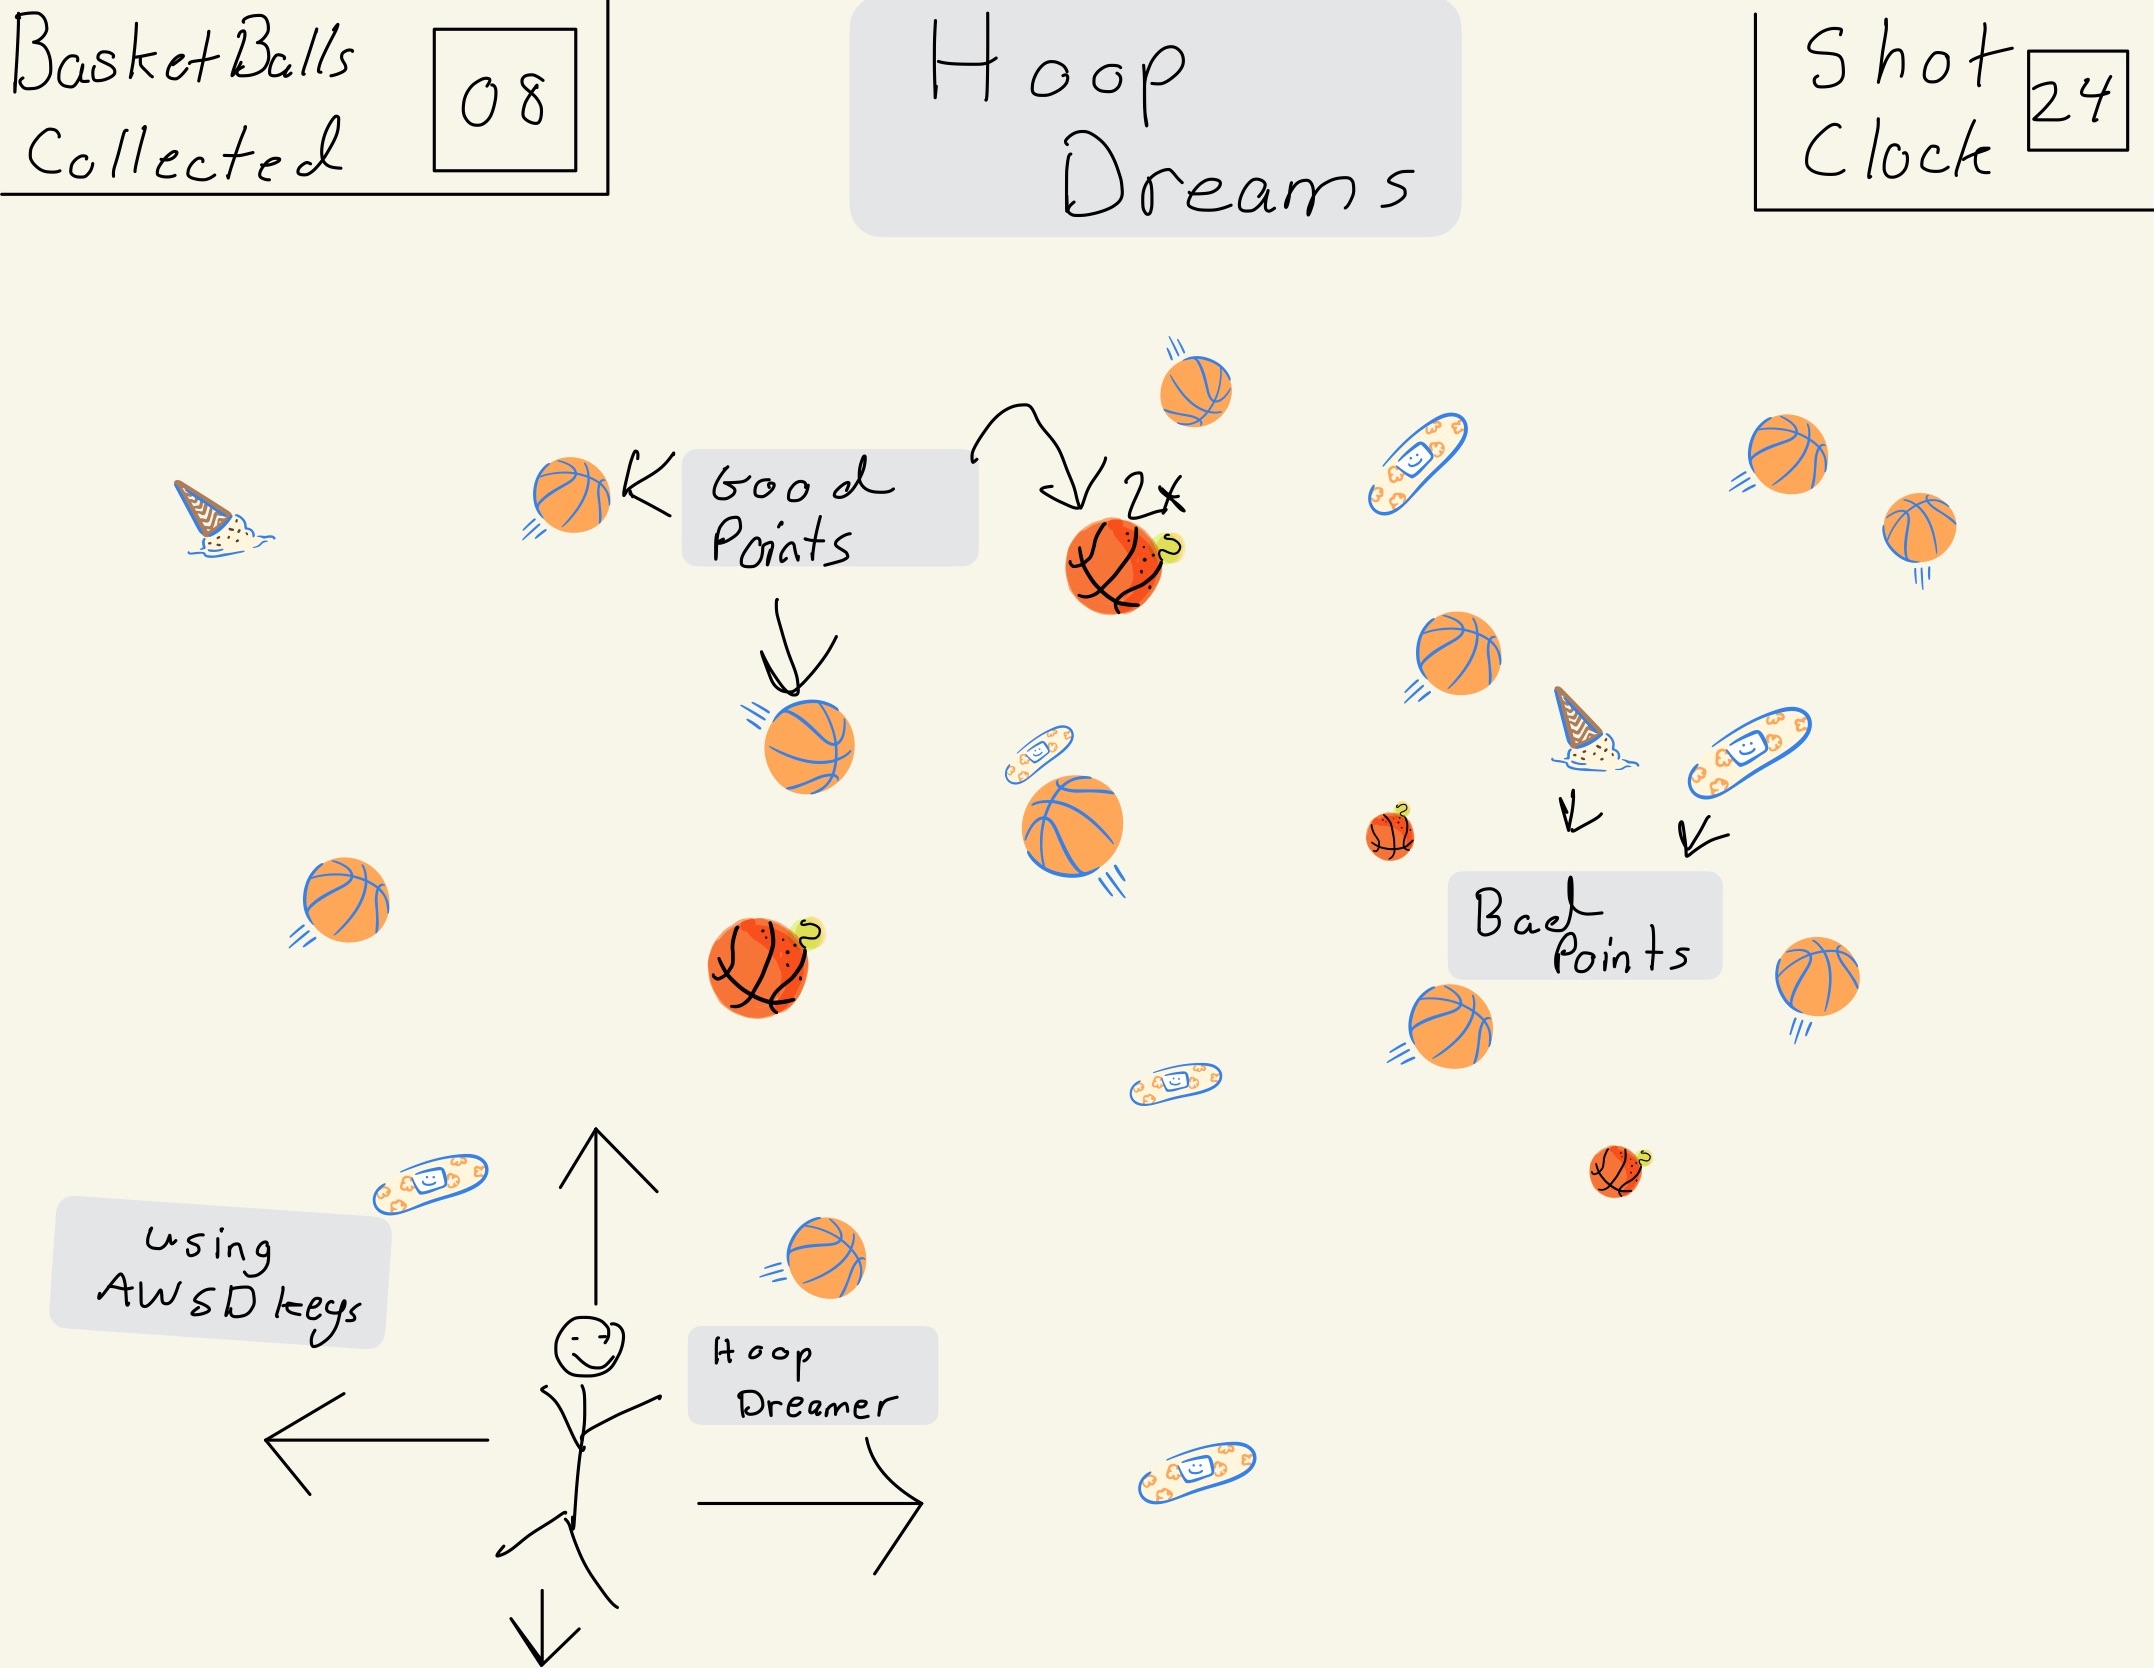 BasketBalls
Collected
08
Hoop
Dreams
Shot
Clock
24
Good
Points
2x
Bad
Points
using
AWSD keys
Hoop
Dreamer